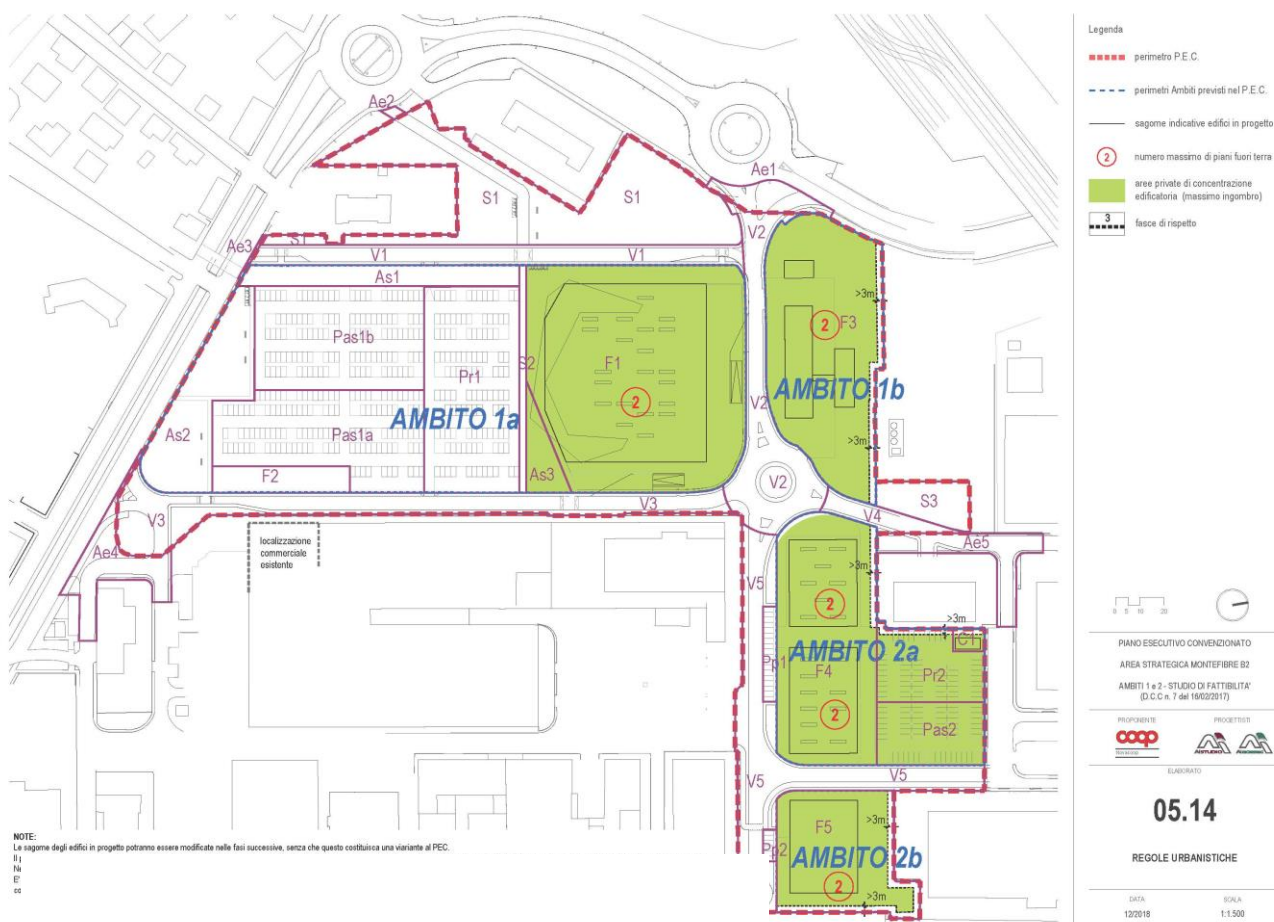 Ae2
Ae1
S1
S1
V2
Ae3
S1
V1
V1
As1
>3m
Pas1b
F1
2
F3
Pr1
S2
2
AMBITO 1b
AMBITO 1a
V2
As2
Pas1a
>3m
F2
As3
V2
S3
V3
V3
V4
Ae4
localizzazione
commerciale
esistente
Ae5
>3m
V5
2
>3m
C1
AMBITO 2a
Pp1
F4
Pr2
2
Pas2
V5
V5
F5
>3m
Pp2
AMBITO 2b
2
>3m
NOTE:
Le sagome degli edifici in progetto potranno essere modificate nelle fasi successive, senza che questo costituisca una viariante al PEC.
Legenda
perimetro P.E.C.
perimetri Ambiti previsti nel P.E.C.
sagome indicative edifici in progetto
2
numero massimo di piani fuori terra
aree private di concentrazione
edificatoria (massimo ingombro)
3
fasce di rispetto
0 5 10 20
PIANO ESECUTIVO CONVENZIONATO
AREA STRATEGICA MONTEFIBRE B2
AMBITI 1 e 2 - STUDIO DI FATTIBILITA'
(D.C.C n. 7 del 16/02/2017)
PROPONENTE
PROGETTISTI
coop
AISTUDIO
ELABORATO
05.14
REGOLE URBANISTICHE
DATA
SCALA
12/2018
1:1.500